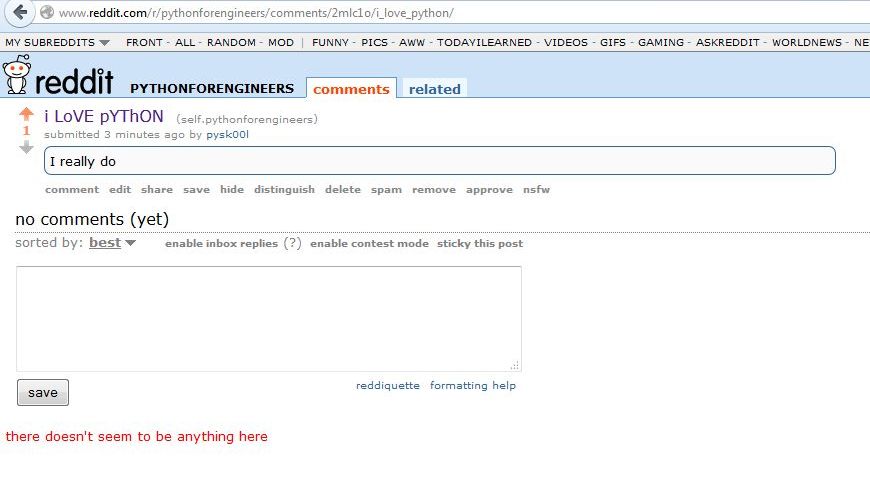 www.reddit.com/r/pythonforengineers/comments/2mlc1o/i_love_python/
MY SUBREDDITS FRONT - ALL - RANDOM - MOD | FUNNY - PICS - AWW - TODAYILEARNED - VIDEOS - GIFS - GAMING - ASKREDDIT - WORLDNEWS - NE
reddit PYTHONFORENGINEERS comments related
i LoVE pYThON (self.pythonforengineers)
1
submitted 3 minutes ago by pysk00l
I really do
comment edit share save hide distinguish delete spam remove approve nsfw
no comments (yet)
sorted by: best enable inbox replies (?) enable contest mode sticky this post
reddiquette formatting help
save
there doesn't seem to be anything here